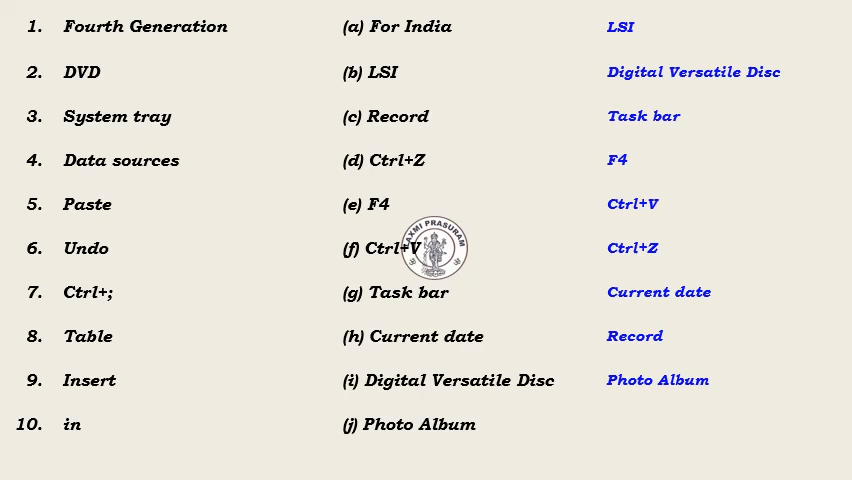 1. Fourth Generation (a) For India LSI
2. DVD (b) LSI Digital Versatile Disc
3. System tray (c) Record Task bar
4. Data sources (d) Ctrl+Z F4
5. Paste (e) F4 Ctrl+V
6. Undo (f) Ctrl+V Ctrl+Z
7. Ctrl+; (g) Task bar Current date
8. Table (h) Current date Record
9. Insert (i) Digital Versatile Disc Photo Album
10. in (j) Photo Album
LAXMI PRASURAM